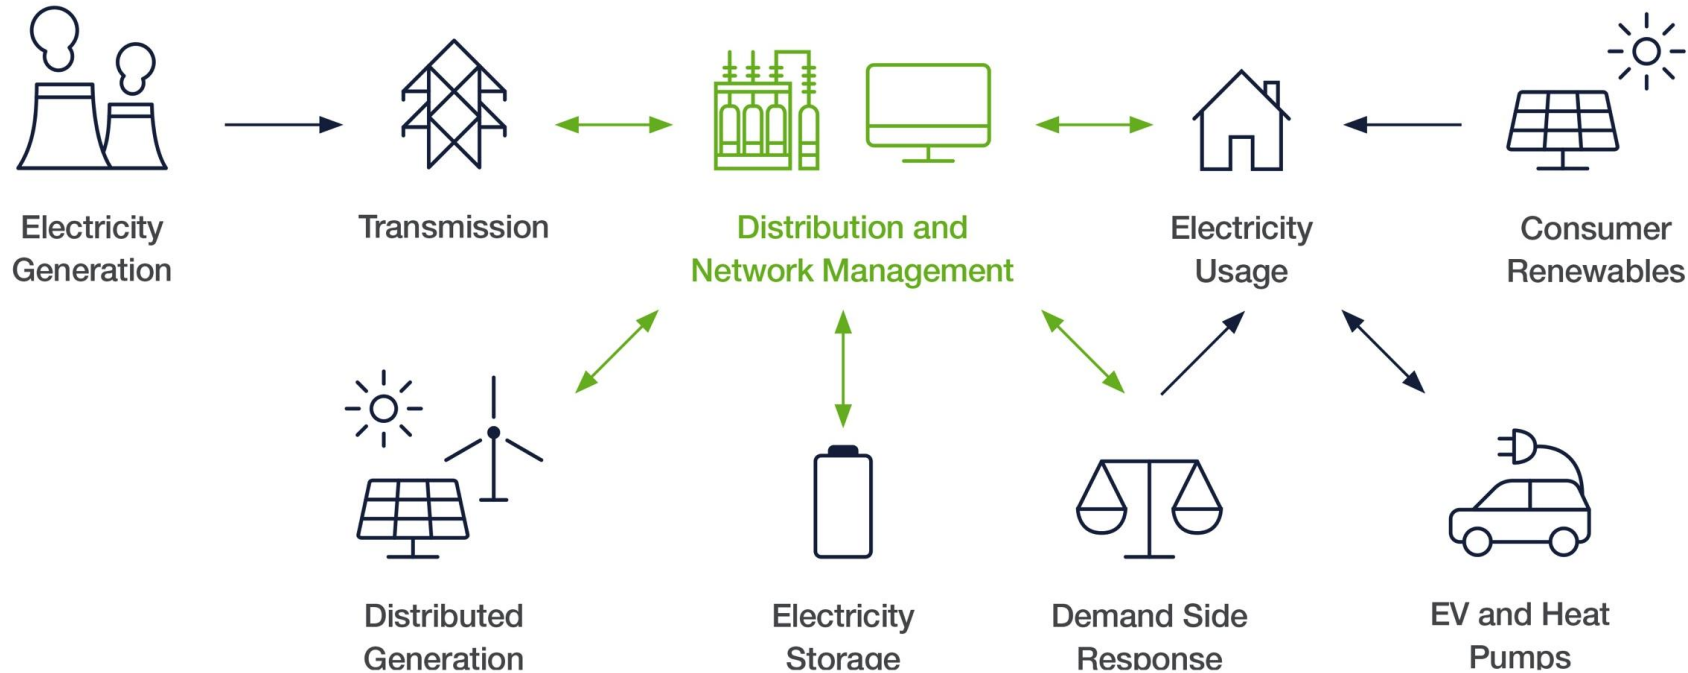 Electricity
Generation
Transmission
Distribution and
Network Management
Electricity
Usage
Consumer
Renewables
Distributed
Generation
Electricity
Storage
Demand Side
Response
EV and Heat
Pumps